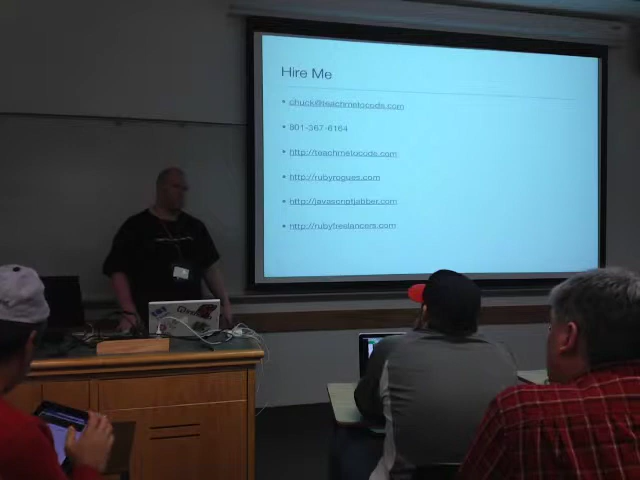 Hire Me
chuck@teachmetocode.com
801-367-6164
http://teachmetocode.com
http://rubyrogues.com
http://javascriptjabber.com
http://rubyfreelancers.com